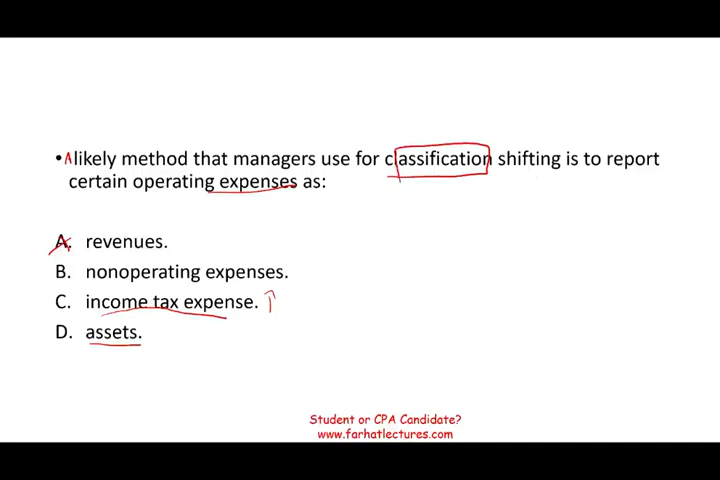 •A likely method that managers use for classification shifting is to report
certain operating expenses as:
A. revenues.
B. nonoperating expenses.
C. income tax expense.
D. assets.
Student or CPA Candidate?
www.farhatlectures.com